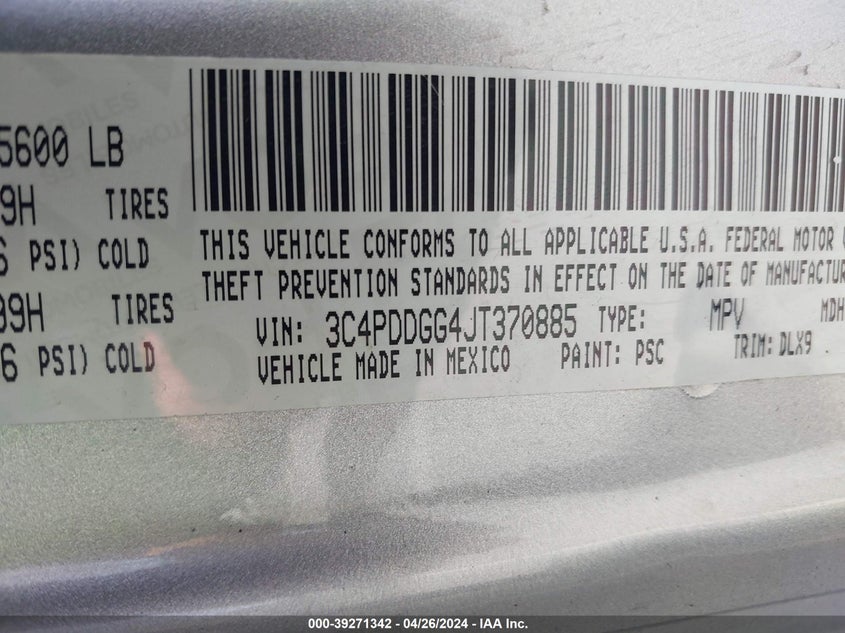 5600 LB
9H TIRES
6 PSI) COLD
09H TIRES
6 PSI) COLD
THIS VEHICLE CONFORMS TO ALL APPLICABLE U.S.A. FEDERAL MOTOR
THEFT PREVENTION STANDARDS IN EFFECT ON THE DATE OF MANUFACTUR
VIN: 3C4PDDGG4JT370885 TYPE: MPV MDH
VEHICLE MADE IN MEXICO PAINT: PSC TRIM: DLX9
000-39271342 - 04/26/2024 - IAA Inc.